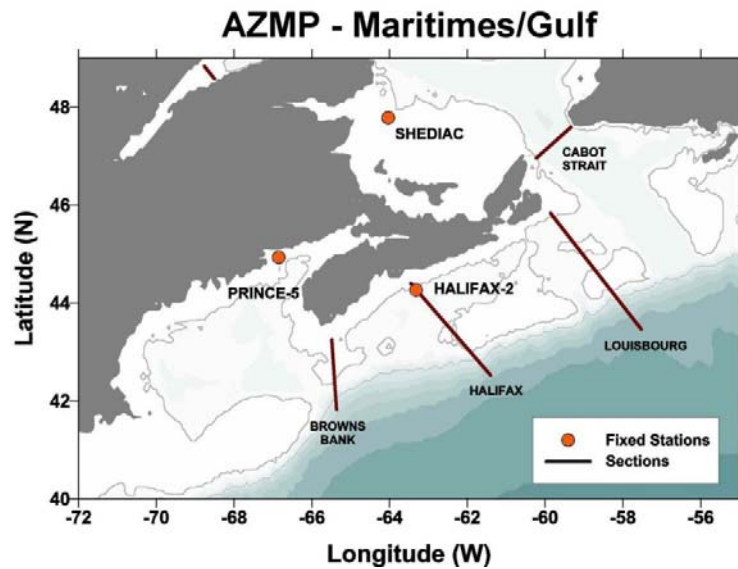 AZMP - Maritimes/Gulf
48
46
44
42
40
Latitude (N)
SHEDIAC
CABOT
STRAIT
PRINCE-5
HALIFAX-2
LOUISBOURG
HALIFAX
BROWNS
BANK
Fixed Stations
Sections
-72
-70
-68
-66
-64
-62
-60
-58
-56
Longitude (W)